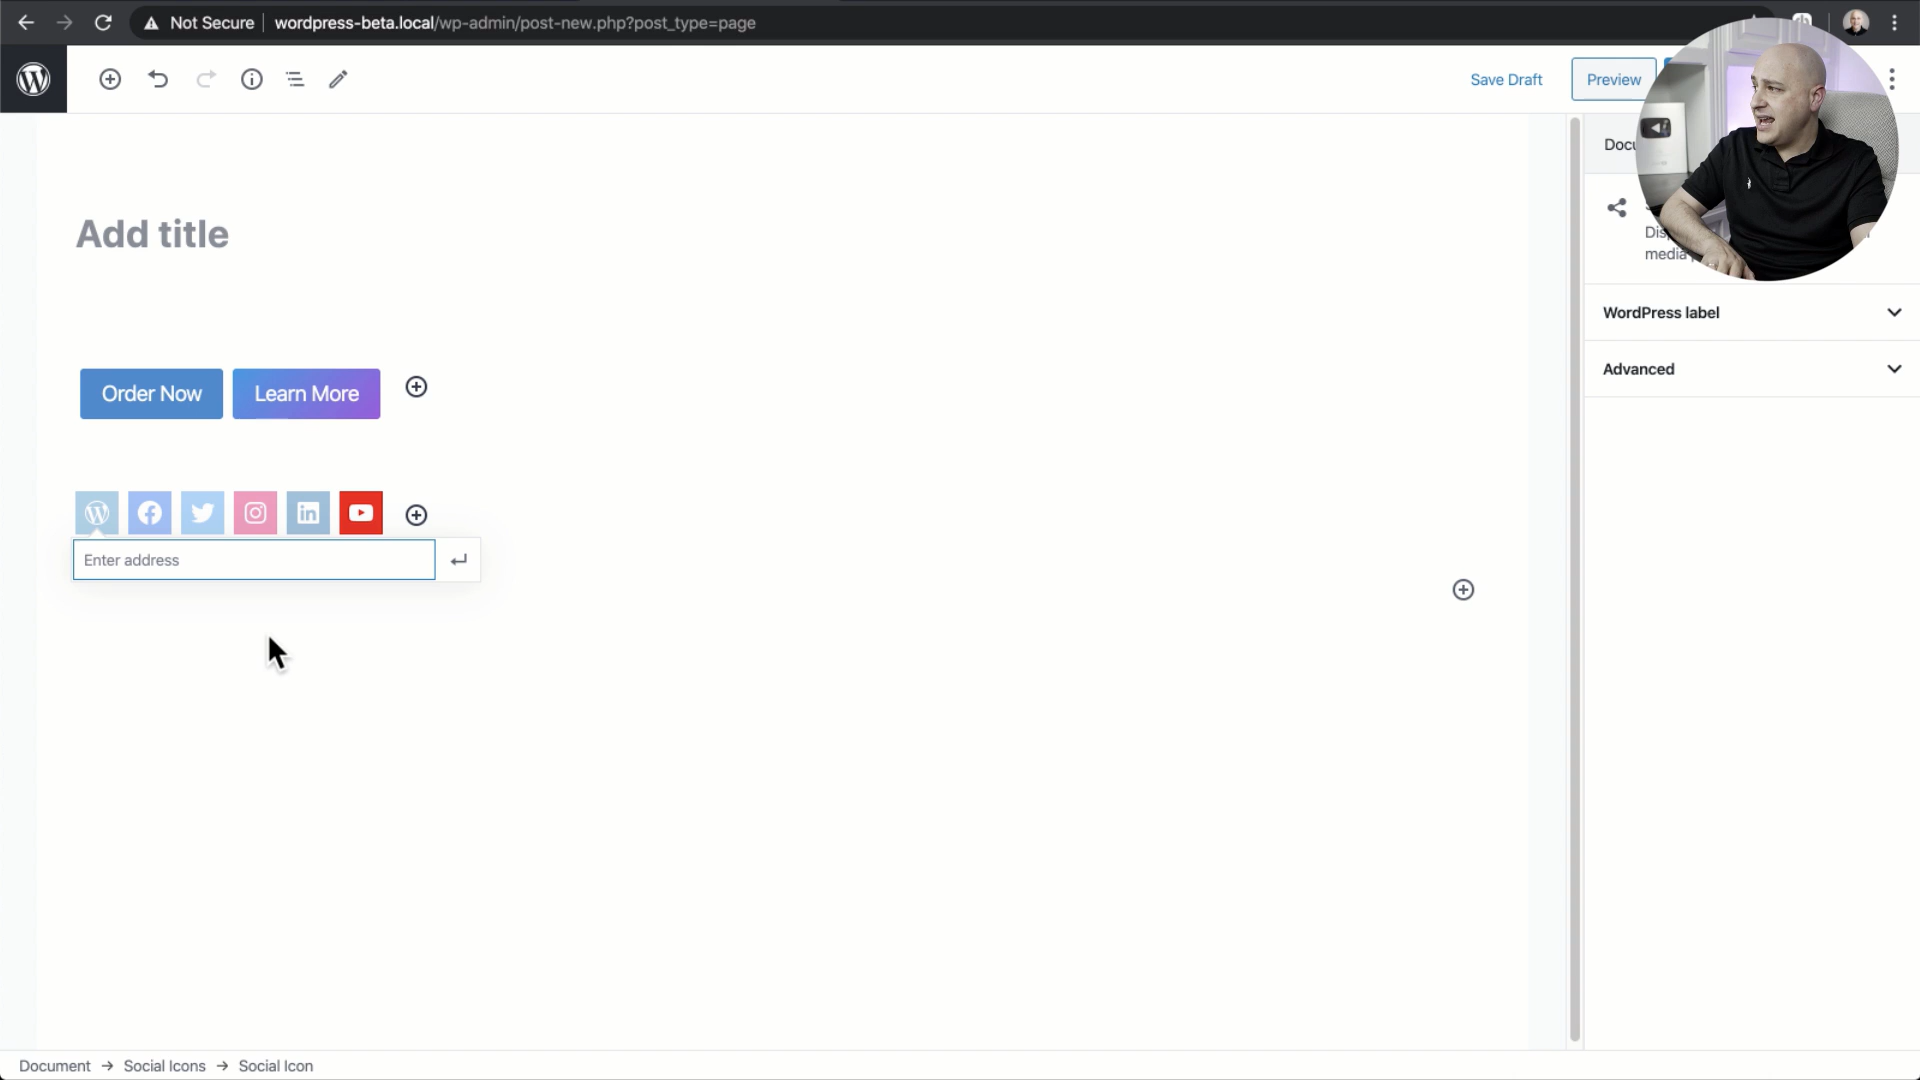 Not Secure
wordpress-beta.local/wp-admin/post-new.php?post_type=page
Save Draft
Preview
Add title
media
WordPress label
Order Now
Learn More
Advanced
Enter address
Document → Social Icons → Social Icon